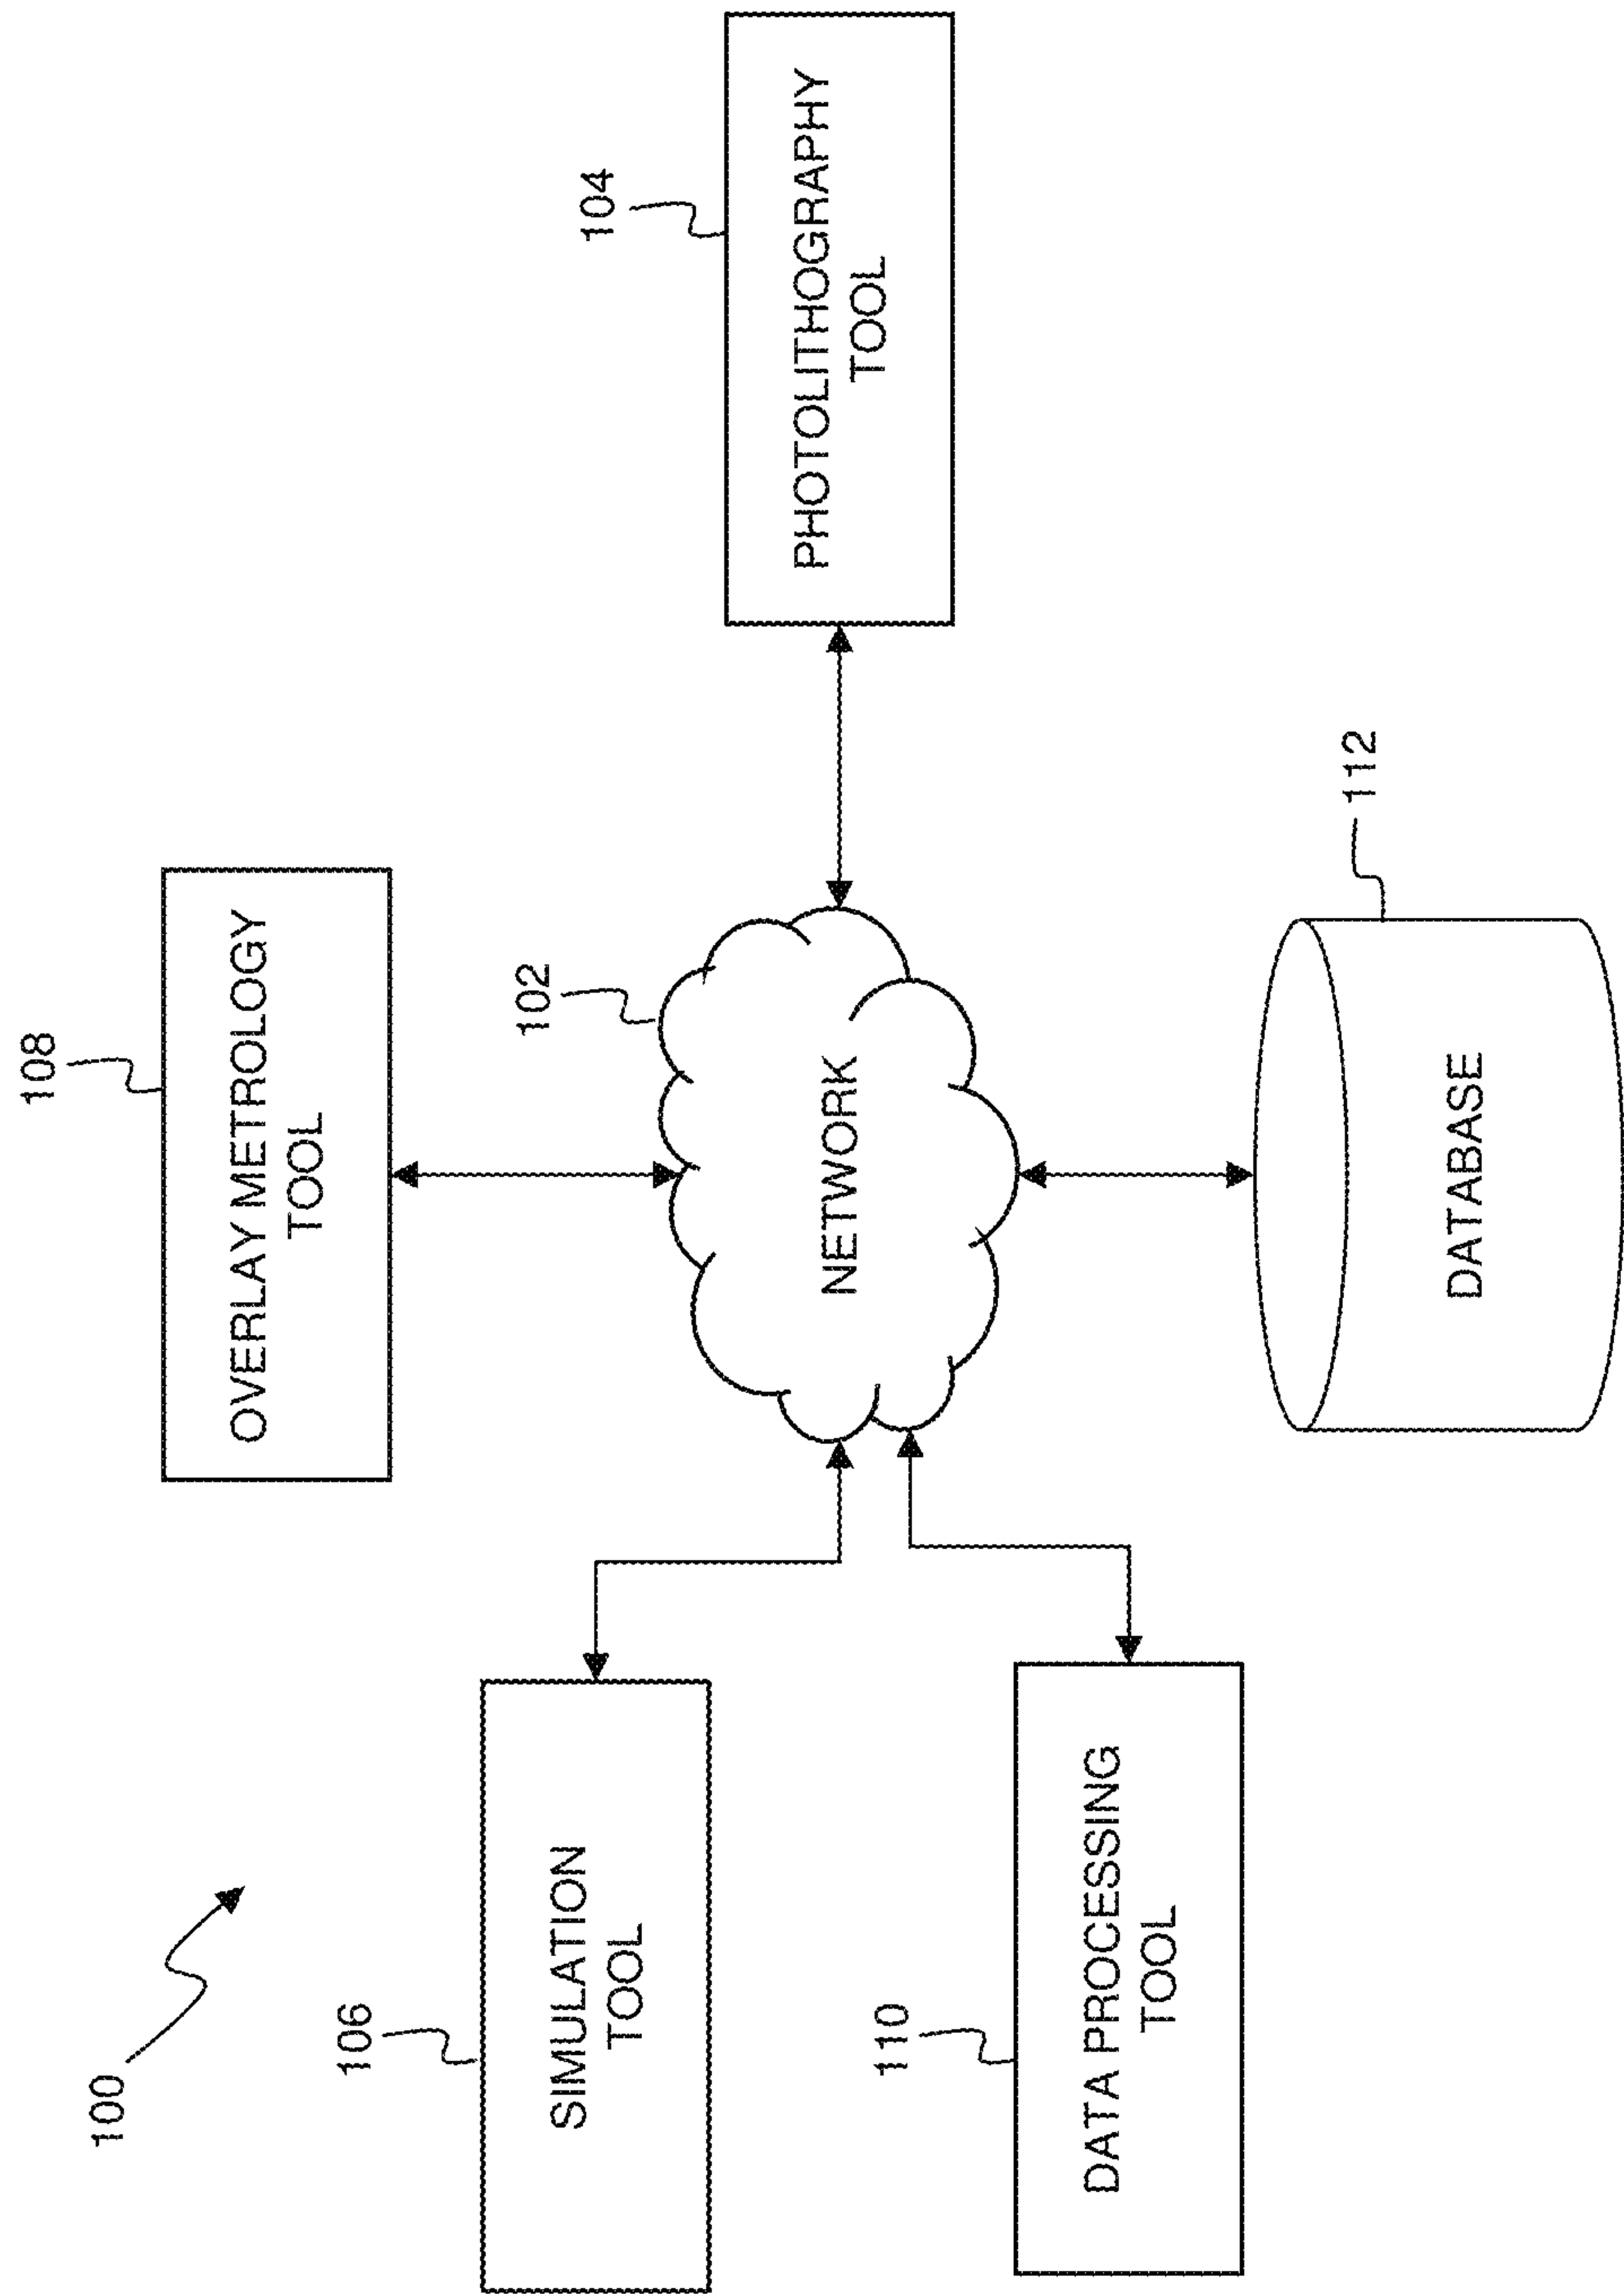 100
108
OVERLAY METROLOGY
TOOL
106
SIMULATION
TOOL
102
NETWORK
104
PHOTOLITHOGRAPHY
TOOL
110
DATA PROCESSING
TOOL
112
DATABASE